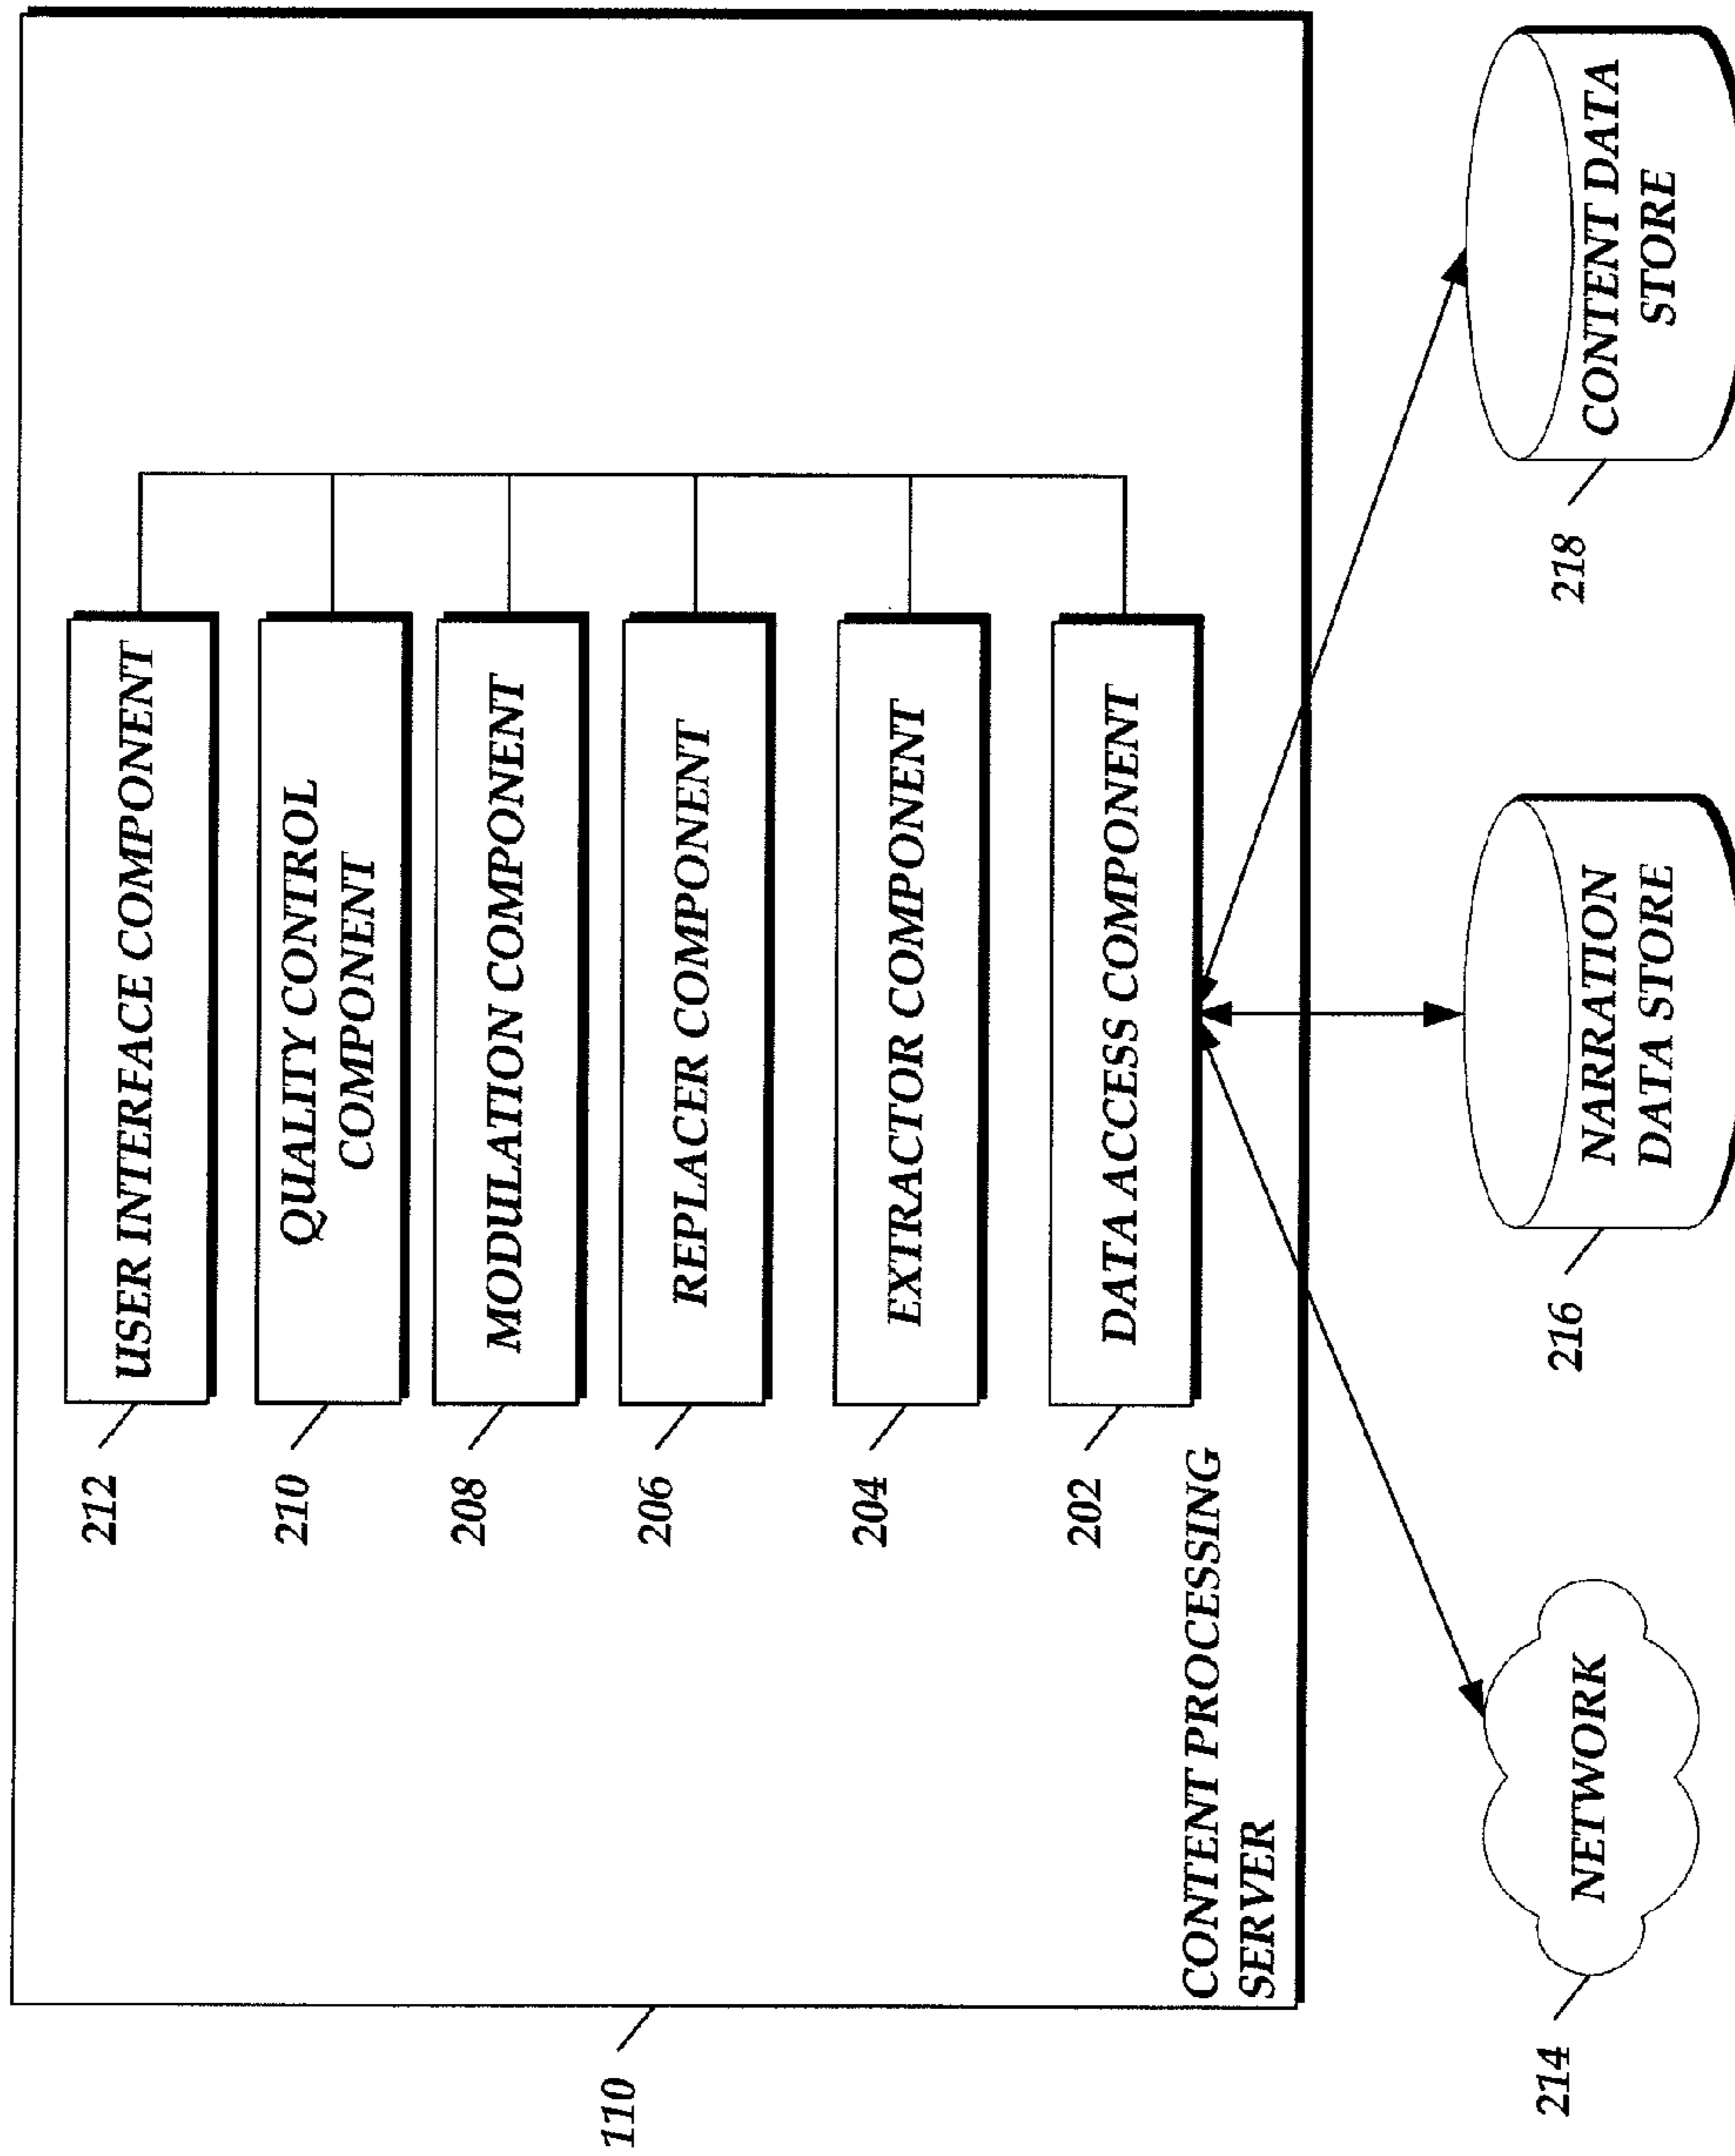 212
USER INTERFACE COMPONENT
210
QUALITY CONTROL
COMPONENT
208
MODULATION COMPONENT
206
REPLACER COMPONENT
204
EXTRACTOR COMPONENT
202
DATA ACCESS COMPONENT
110
CONTENT PROCESSING
SERVER
214
NETWORK
216
NARRATION
DATA STORE
218
CONTENT DATA
STORE